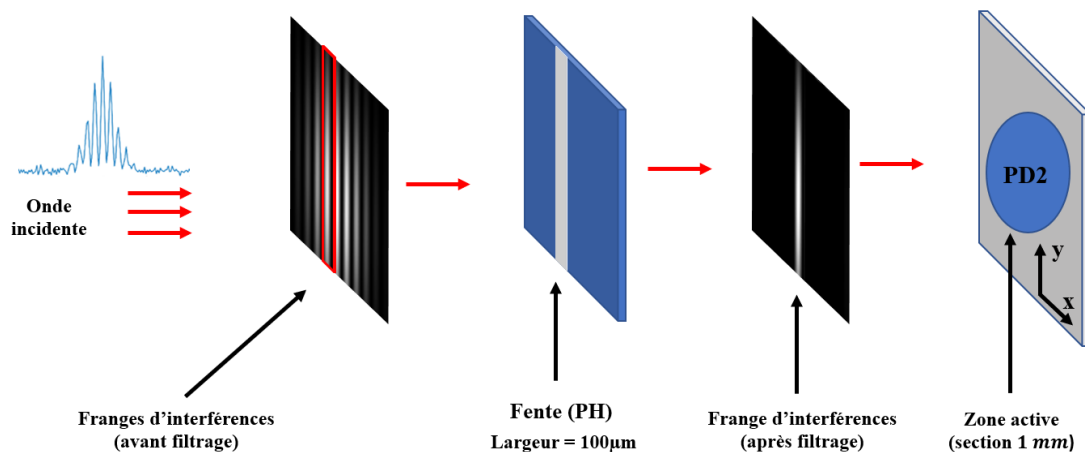 Onde
incidente
Franges d’interférences
(avant filtrage)
Fente (PH)
Largeur = 100µm
Frange d’interférences
(après filtrage)
PD2
y
x
Zone active
(section 1 mm)